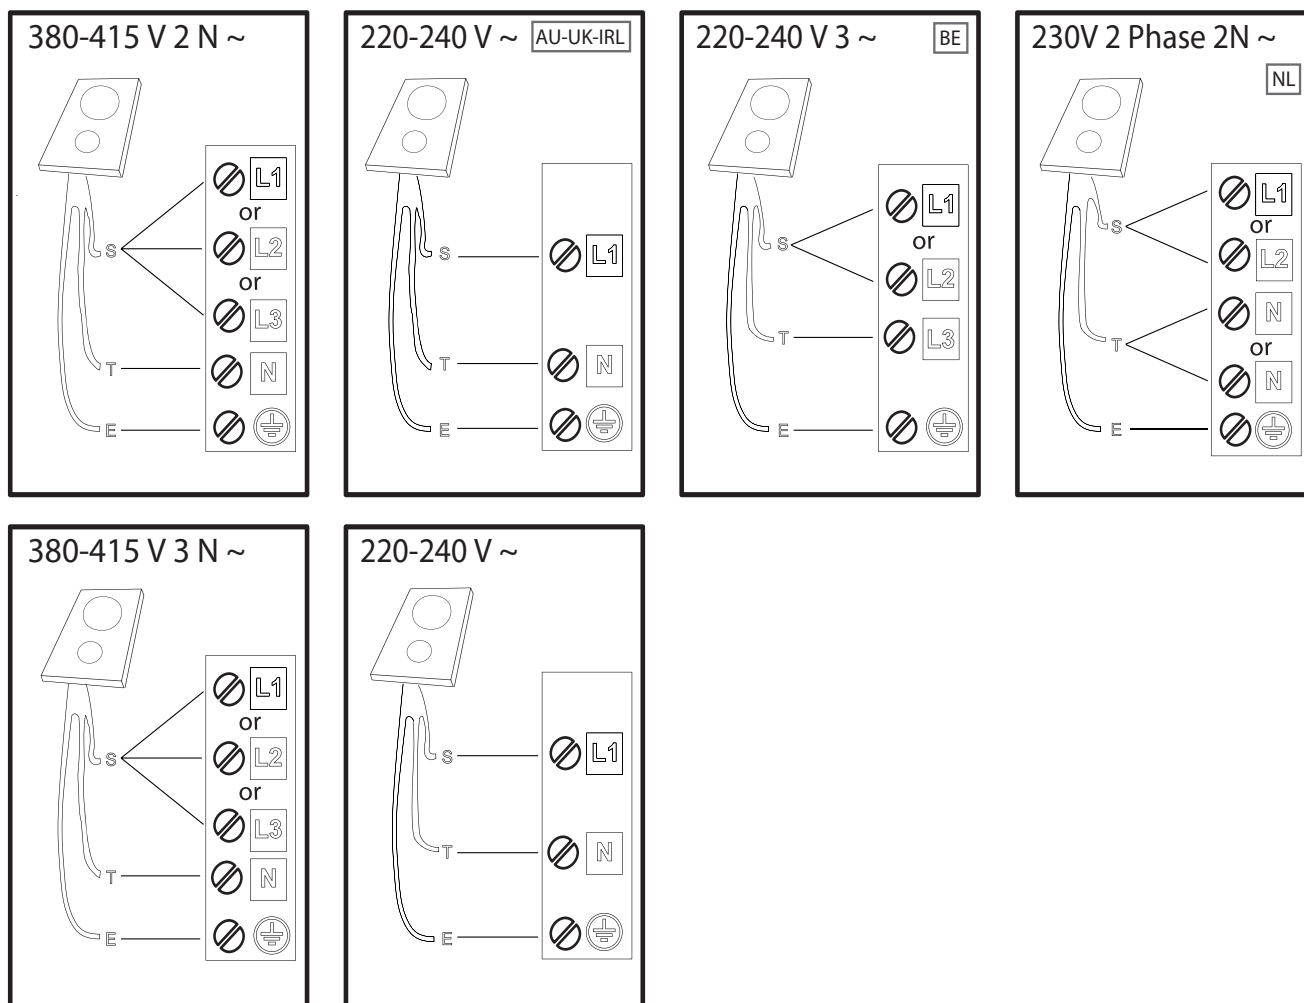 380-415 V 2 N ~
L1
or
S
L2
or
L3
T
N
E
220-240 V ~ AU-UK-IRL
S
L1
T
N
E
220-240 V 3 ~ BE
L1
S
or
L2
T
L3
E
230V 2 Phase 2N ~
NL
L1
S
or
L2
N
T
or
N
E
380-415 V 3 N ~
L1
or
S
L2
or
L3
T
N
E
220-240 V ~
S
L1
T
N
E